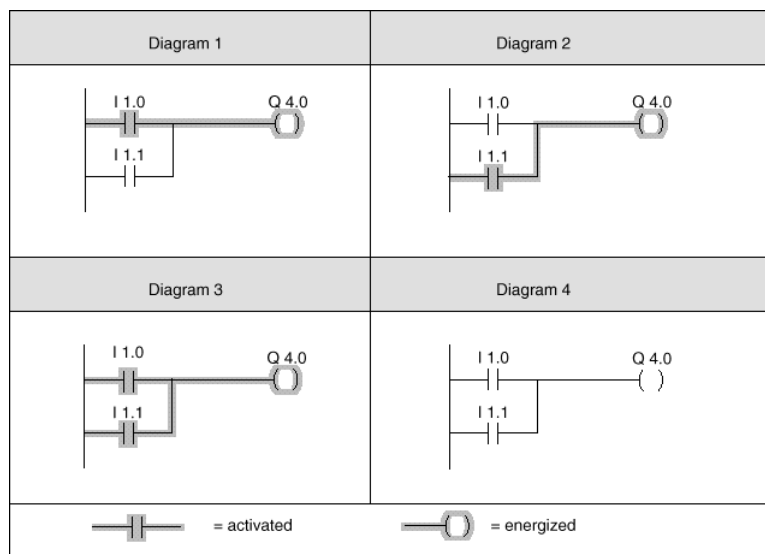 Diagram 1
Diagram 2
I 1.0
Q 4.0
I 1.1
I 1.0
Q 4.0
I 1.1
Diagram 3
Diagram 4
I 1.0
Q 4.0
I 1.1
I 1.0
Q 4.0
I 1.1
= activated
= energized